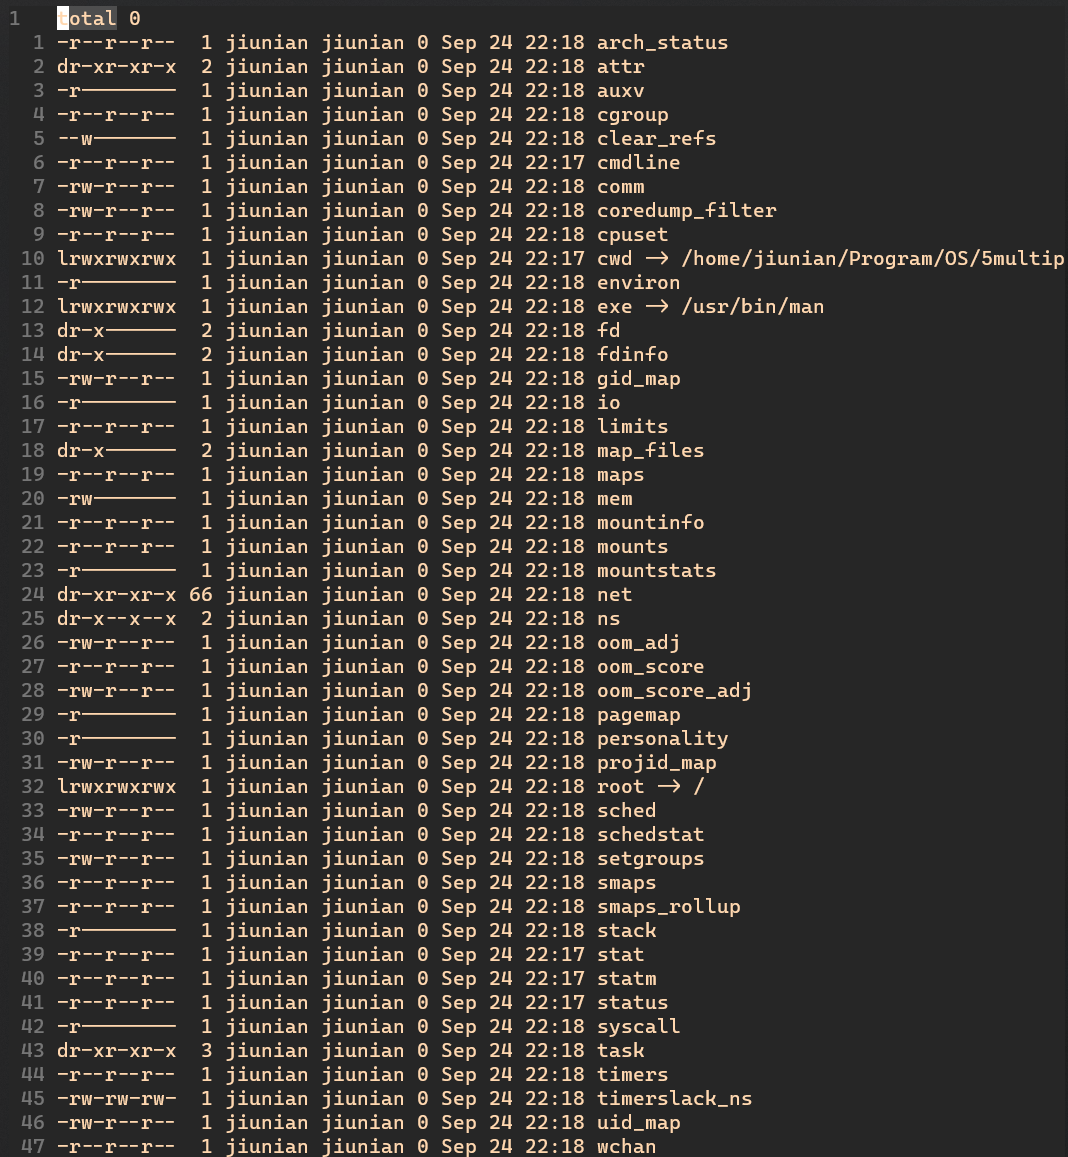 1   total 0
  1 -r--r--r--  1 jiunian jiunian 0 Sep 24 22:18 arch_status
  2 dr-xr-xr-x  2 jiunian jiunian 0 Sep 24 22:18 attr
  3 -r--------  1 jiunian jiunian 0 Sep 24 22:18 auxv
  4 -r--r--r--  1 jiunian jiunian 0 Sep 24 22:18 cgroup
  5 --w-------  1 jiunian jiunian 0 Sep 24 22:18 clear_refs
  6 -r--r--r--  1 jiunian jiunian 0 Sep 24 22:17 cmdline
  7 -rw-r--r--  1 jiunian jiunian 0 Sep 24 22:18 comm
  8 -rw-r--r--  1 jiunian jiunian 0 Sep 24 22:18 coredump_filter
  9 -r--r--r--  1 jiunian jiunian 0 Sep 24 22:18 cpuset
 10 lrwxrwxrwx  1 jiunian jiunian 0 Sep 24 22:17 cwd -> /home/jiunian/Program/OS/5multip
 11 -r--------  1 jiunian jiunian 0 Sep 24 22:18 environ
 12 lrwxrwxrwx  1 jiunian jiunian 0 Sep 24 22:18 exe -> /usr/bin/man
 13 dr-x------  2 jiunian jiunian 0 Sep 24 22:18 fd
 14 dr-x------  2 jiunian jiunian 0 Sep 24 22:18 fdinfo
 15 -rw-r--r--  1 jiunian jiunian 0 Sep 24 22:18 gid_map
 16 -r--------  1 jiunian jiunian 0 Sep 24 22:18 io
 17 -r--r--r--  1 jiunian jiunian 0 Sep 24 22:18 limits
 18 dr-x------  2 jiunian jiunian 0 Sep 24 22:18 map_files
 19 -r--r--r--  1 jiunian jiunian 0 Sep 24 22:18 maps
 20 -rw-------  1 jiunian jiunian 0 Sep 24 22:18 mem
 21 -r--r--r--  1 jiunian jiunian 0 Sep 24 22:18 mountinfo
 22 -r--r--r--  1 jiunian jiunian 0 Sep 24 22:18 mounts
 23 -r--------  1 jiunian jiunian 0 Sep 24 22:18 mountstats
 24 dr-xr-xr-x 66 jiunian jiunian 0 Sep 24 22:18 net
 25 dr-x--x--x  2 jiunian jiunian 0 Sep 24 22:18 ns
 26 -rw-r--r--  1 jiunian jiunian 0 Sep 24 22:18 oom_adj
 27 -r--r--r--  1 jiunian jiunian 0 Sep 24 22:18 oom_score
 28 -rw-r--r--  1 jiunian jiunian 0 Sep 24 22:18 oom_score_adj
 29 -r--------  1 jiunian jiunian 0 Sep 24 22:18 pagemap
 30 -r--------  1 jiunian jiunian 0 Sep 24 22:18 personality
 31 -rw-r--r--  1 jiunian jiunian 0 Sep 24 22:18 projid_map
 32 lrwxrwxrwx  1 jiunian jiunian 0 Sep 24 22:18 root -> /
 33 -rw-r--r--  1 jiunian jiunian 0 Sep 24 22:18 sched
 34 -r--r--r--  1 jiunian jiunian 0 Sep 24 22:18 schedstat
 35 -rw-r--r--  1 jiunian jiunian 0 Sep 24 22:18 setgroups
 36 -r--r--r--  1 jiunian jiunian 0 Sep 24 22:18 smaps
 37 -r--r--r--  1 jiunian jiunian 0 Sep 24 22:18 smaps_rollup
 38 -r--------  1 jiunian jiunian 0 Sep 24 22:18 stack
 39 -r--r--r--  1 jiunian jiunian 0 Sep 24 22:17 stat
 40 -r--r--r--  1 jiunian jiunian 0 Sep 24 22:17 statm
 41 -r--r--r--  1 jiunian jiunian 0 Sep 24 22:17 status
 42 -r--------  1 jiunian jiunian 0 Sep 24 22:18 syscall
 43 dr-xr-xr-x  3 jiunian jiunian 0 Sep 24 22:18 task
 44 -r--r--r--  1 jiunian jiunian 0 Sep 24 22:18 timers
 45 -rw-rw-rw-  1 jiunian jiunian 0 Sep 24 22:18 timerslack_ns
 46 -rw-r--r--  1 jiunian jiunian 0 Sep 24 22:18 uid_map
 47 -r--r--r--  1 jiunian jiunian 0 Sep 24 22:18 wchan